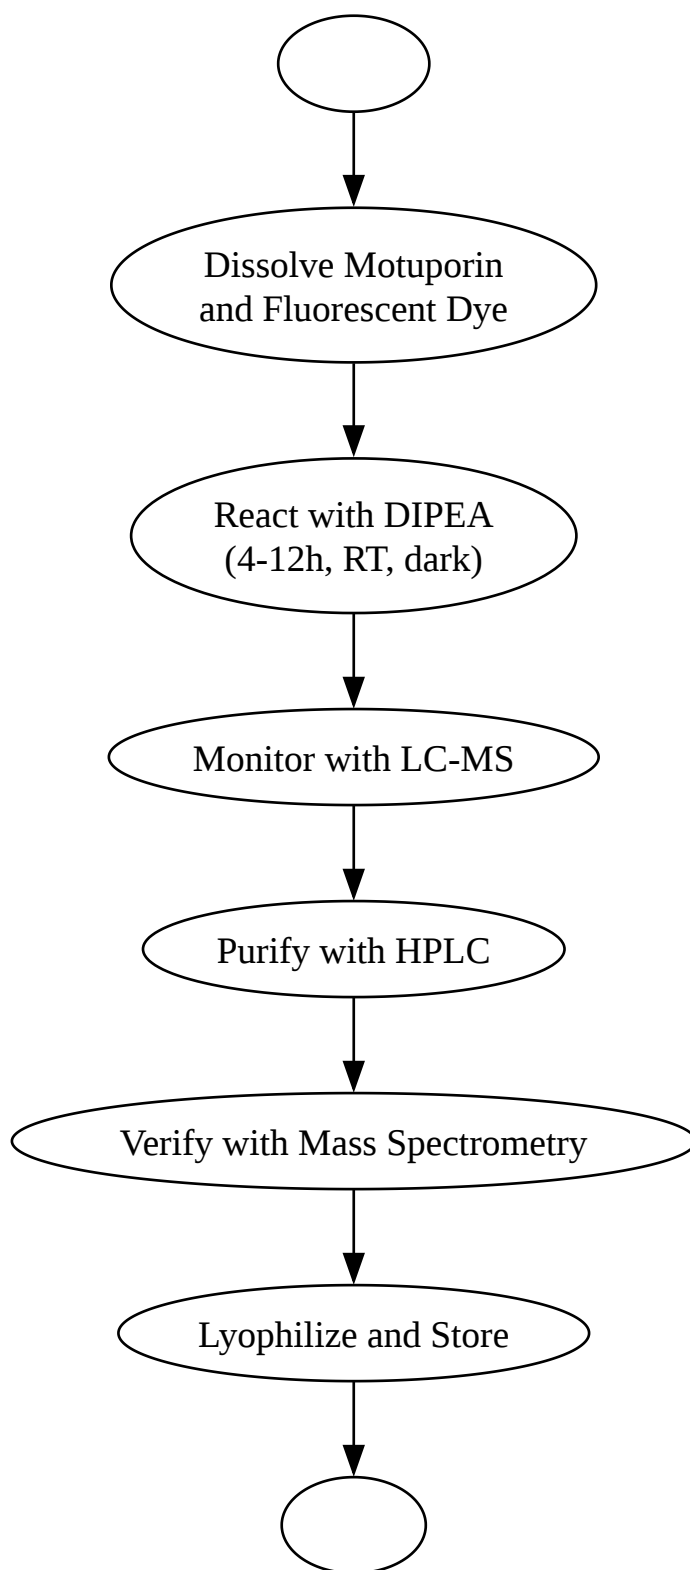 Dissolve Motuporin
and Fluorescent Dye
React with DIPEA
(4-12h, RT, dark)
Monitor with LC-MS
Purify with HPLC
Verify with Mass Spectrometry
Lyophilize and Store